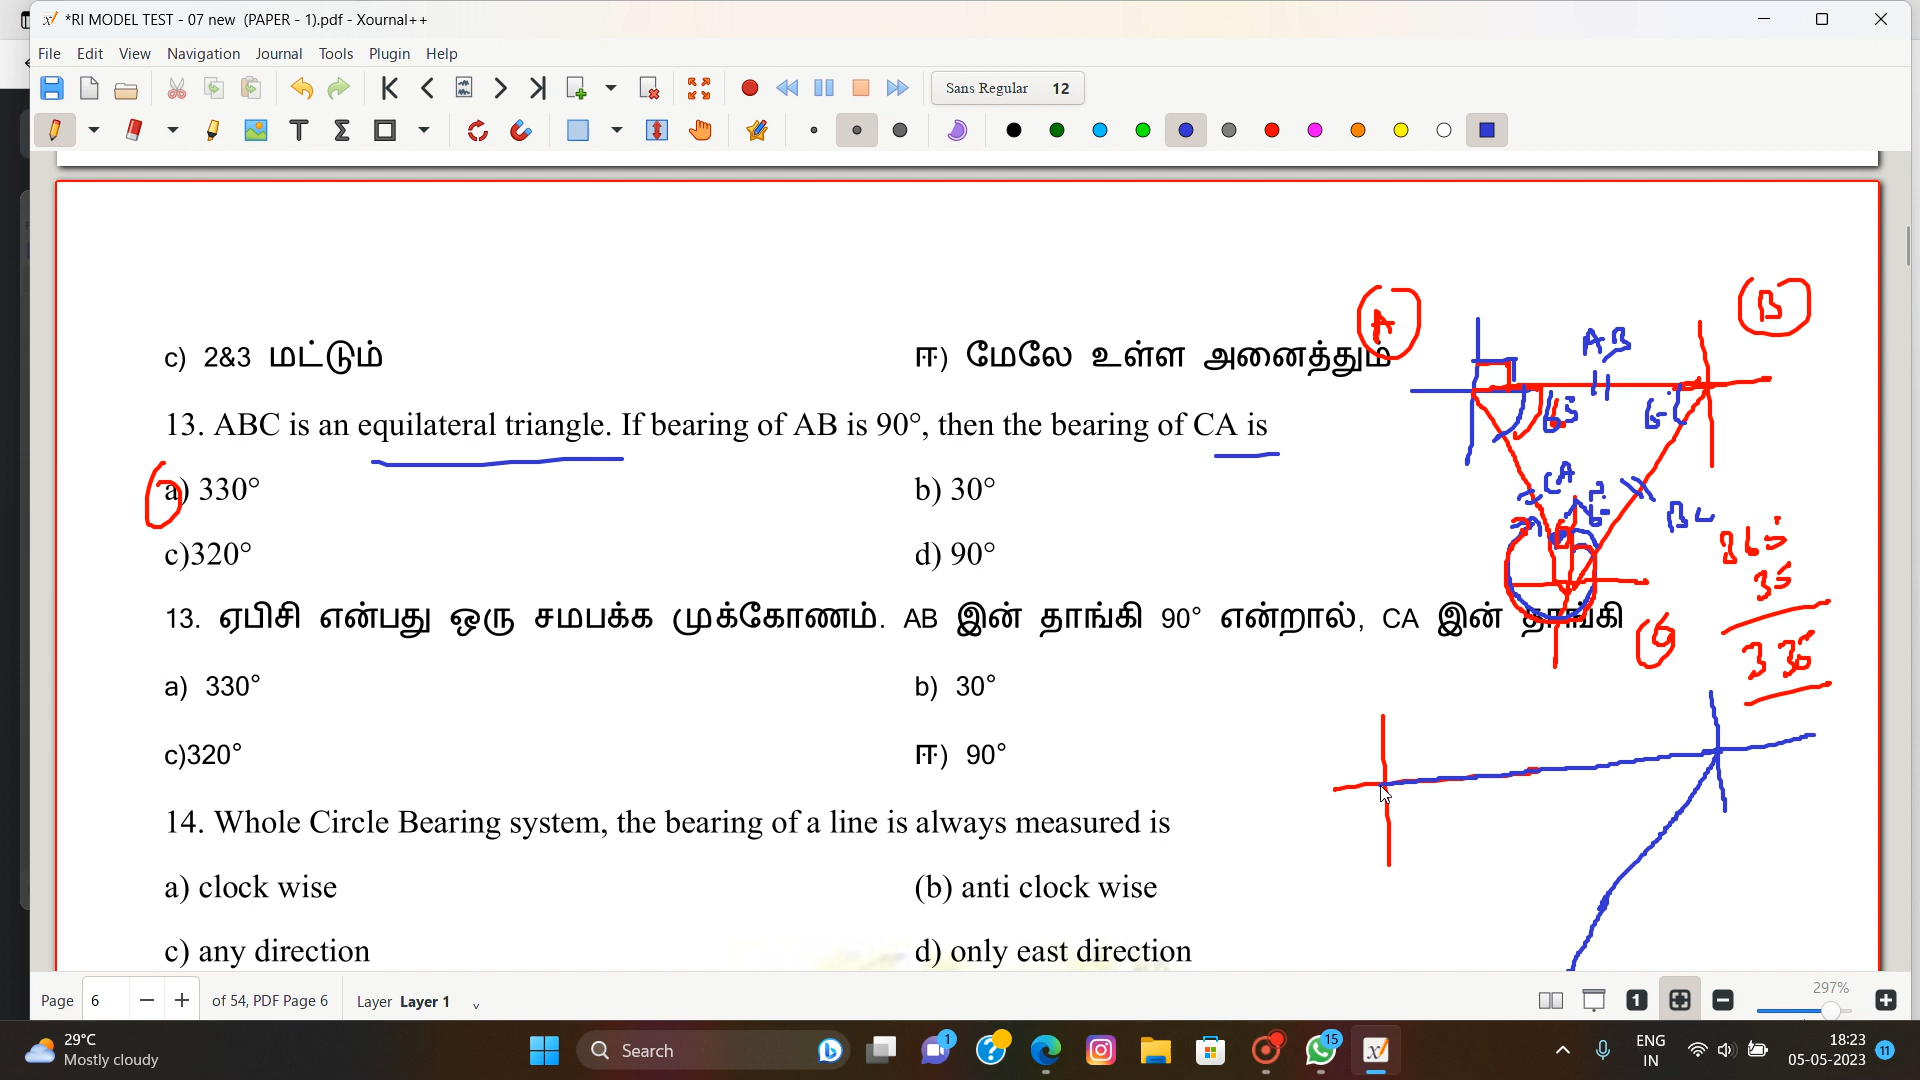 *RI MODEL TEST - 07 new (PAPER - 1).pdf - Xournal++
File Edit View Navigation Journal Tools Plugin Help
Sans Regular 12
c) 2&3 மட்டும் ஈ) மேலே உள்ள அனைத்தும்
A
B
AB
13. ABC is an equilateral triangle. If bearing of AB is 90°, then the bearing of CA is
a) 330° b) 30°
CA
BC
c)320° d) 90°
13. ஏபிசி என்பது ஒரு சமபக்க முக்கோணம். AB இன் தாங்கி 90° என்றால், CA இன் தாங்கி
a) 330° b) 30°
c)320° ஈ) 90°
14. Whole Circle Bearing system, the bearing of a line is always measured is
a) clock wise (b) anti clock wise
c) any direction d) only east direction
Page 6 of 54, PDF Page 6 Layer Layer 1 297%
29°C
Mostly cloudy
Search
1
15
ENG
IN
18:23
05-05-2023
11